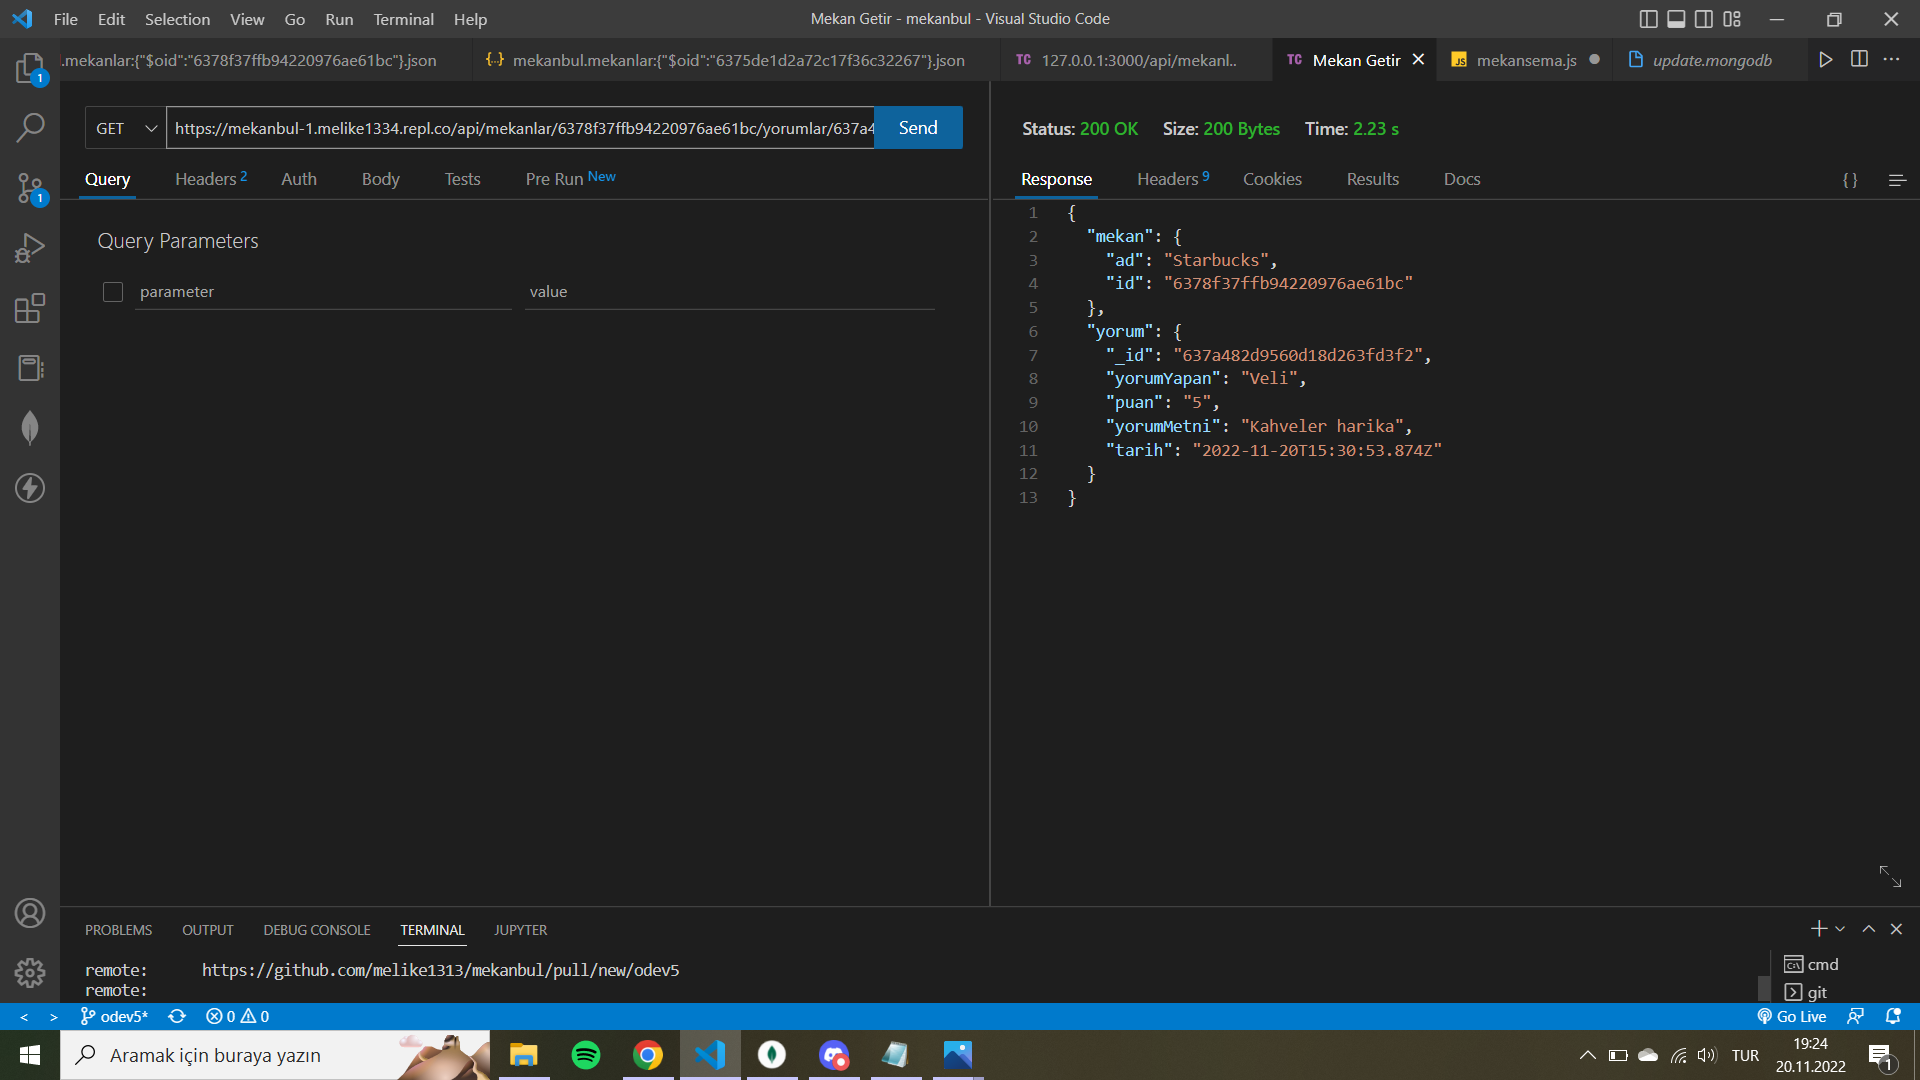 File Edit Selection View Go Run Terminal Help
Mekan Getir - mekanbul - Visual Studio Code
.mekanlar:{"$oid":"6378f37ffb94220976ae61bc"}.json
{..} mekanbul.mekanlar:{"$oid":"6375de1d2a72c17f36c32267"}.json
TC 127.0.0.1:3000/api/mekanl..
TC Mekan Getir
JS mekansema.js
update.mongodb
1
1
GET
https://mekanbul-1.melike1334.repl.co/api/mekanlar/6378f37ffb94220976ae61bc/yorumlar/637a4
Send
Query Headers 2 Auth Body Tests Pre Run New
Query Parameters
parameter value
Status: 200 OK Size: 200 Bytes Time: 2.23 s
Response Headers 9 Cookies Results Docs { }
1 {
2 "mekan": {
3 "ad": "Starbucks",
4 "id": "6378f37ffb94220976ae61bc"
5 },
6 "yorum": {
7 "_id": "637a482d9560d18d263fd3f2",
8 "yorumYapan": "Veli",
9 "puan": "5",
10 "yorumMetni": "Kahveler harika",
11 "tarih": "2022-11-20T15:30:53.874Z"
12 }
13 }
PROBLEMS OUTPUT DEBUG CONSOLE TERMINAL JUPYTER
remote: https://github.com/melike1313/mekanbul/pull/new/odev5
remote:
cmd
git
odev5* 0 0
Go Live
Aramak için buraya yazın
TUR
19:24
20.11.2022
1